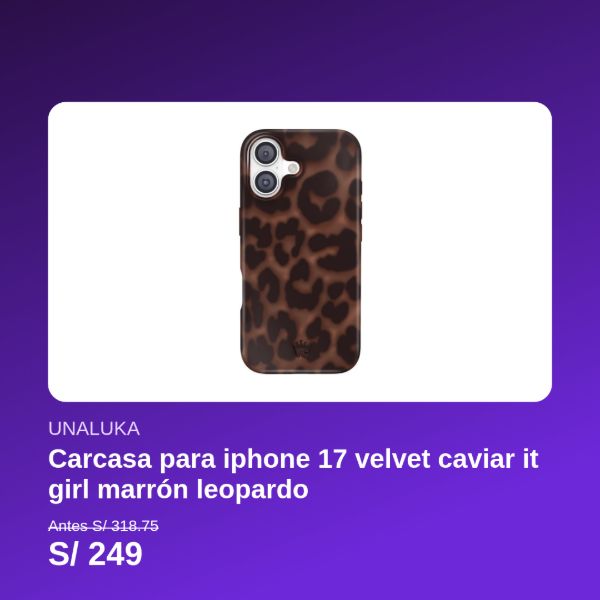 UNALUKA
Carcasa para iphone 17 velvet caviar it
girl marrón leopardo
Antes S/ 318.75
S/ 249